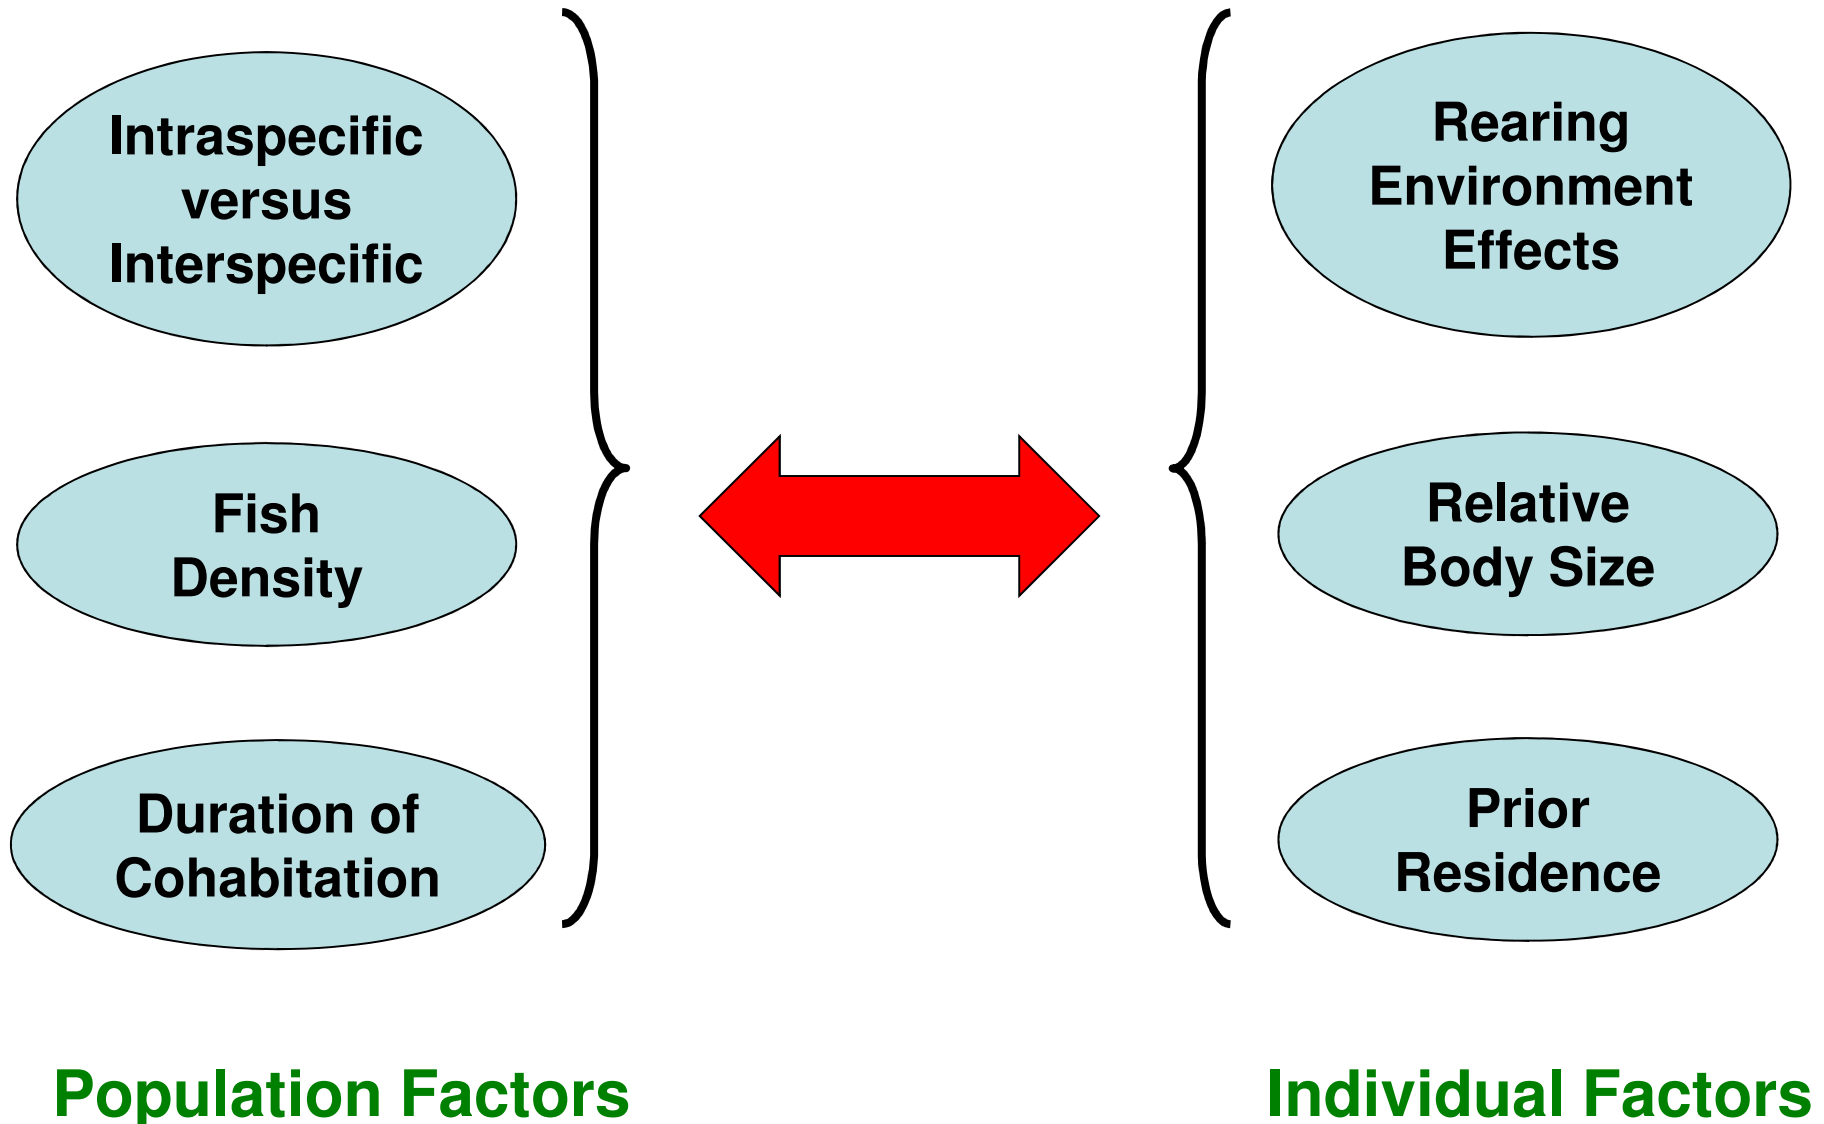 Intraspecific
versus
Interspecific
Fish
Density
Duration of
Cohabitation
Population Factors
Rearing
Environment
Effects
Relative
Body Size
Prior
Residence
Individual Factors